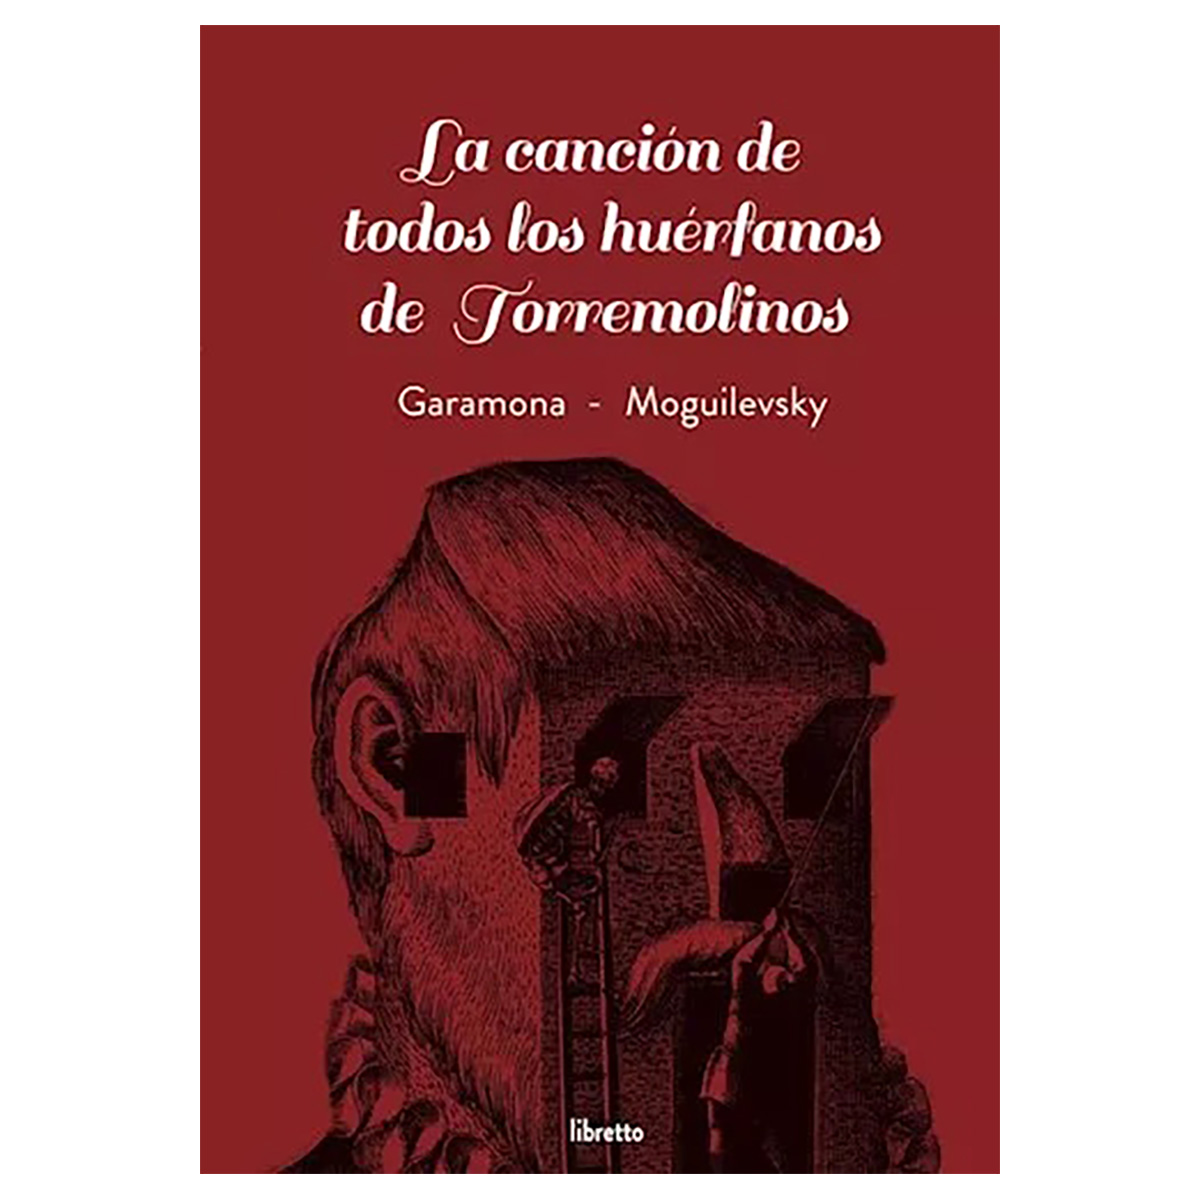 La canción de
todos los huérfanos
de Torremolinos
Garamona - Moguilevsky
libretto